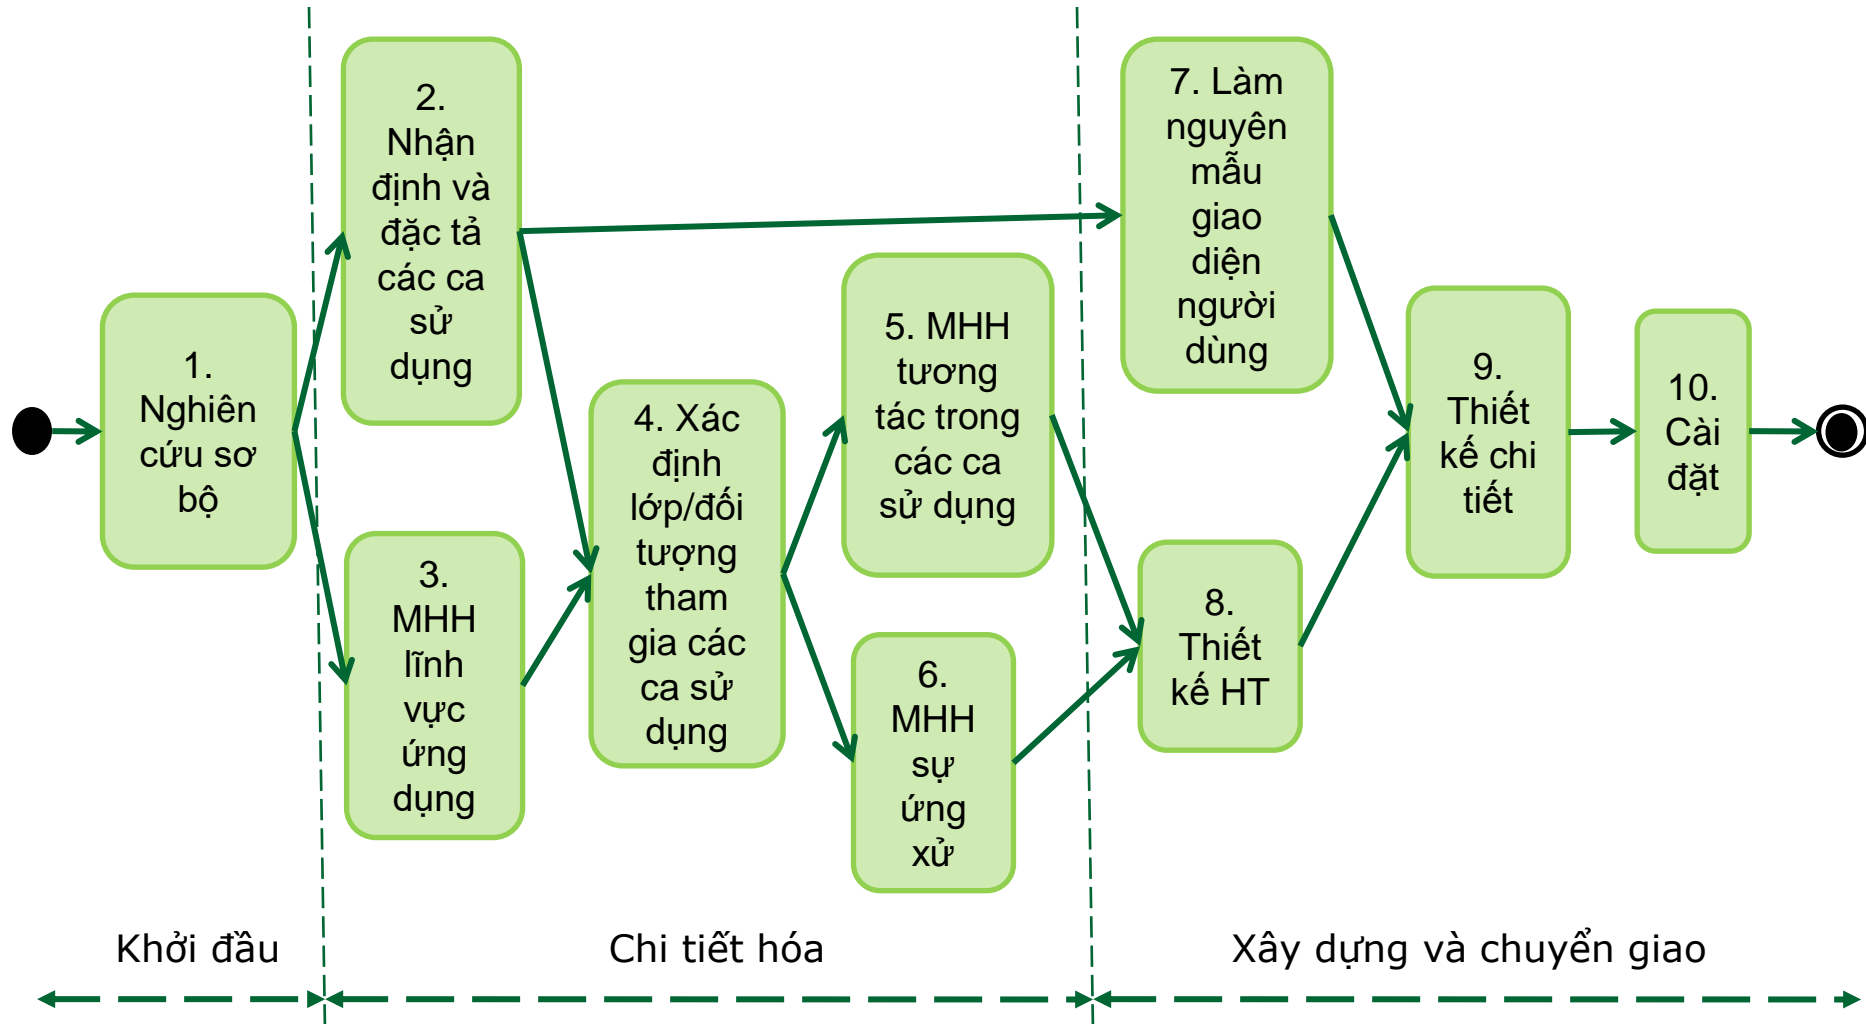 2.
Nhận
định và
đặc tả
các ca
sử
dụng
7. Làm
nguyên
mẫu
giao
diện
người
dùng
1.
Nghiên
cứu sơ
bộ
5. MHH
tương
tác trong
các ca
sử dụng
9.
Thiết
kế chi
tiết
10.
Cài
đặt
4. Xác
định
lớp/đối
tượng
tham
gia các
ca sử
dụng
3.
MHH
lĩnh
vực
ứng
dụng
8.
Thiết
kế HT
6.
MHH
sự
ứng
xử
Khởi đầu
Chi tiết hóa
Xây dựng và chuyển giao